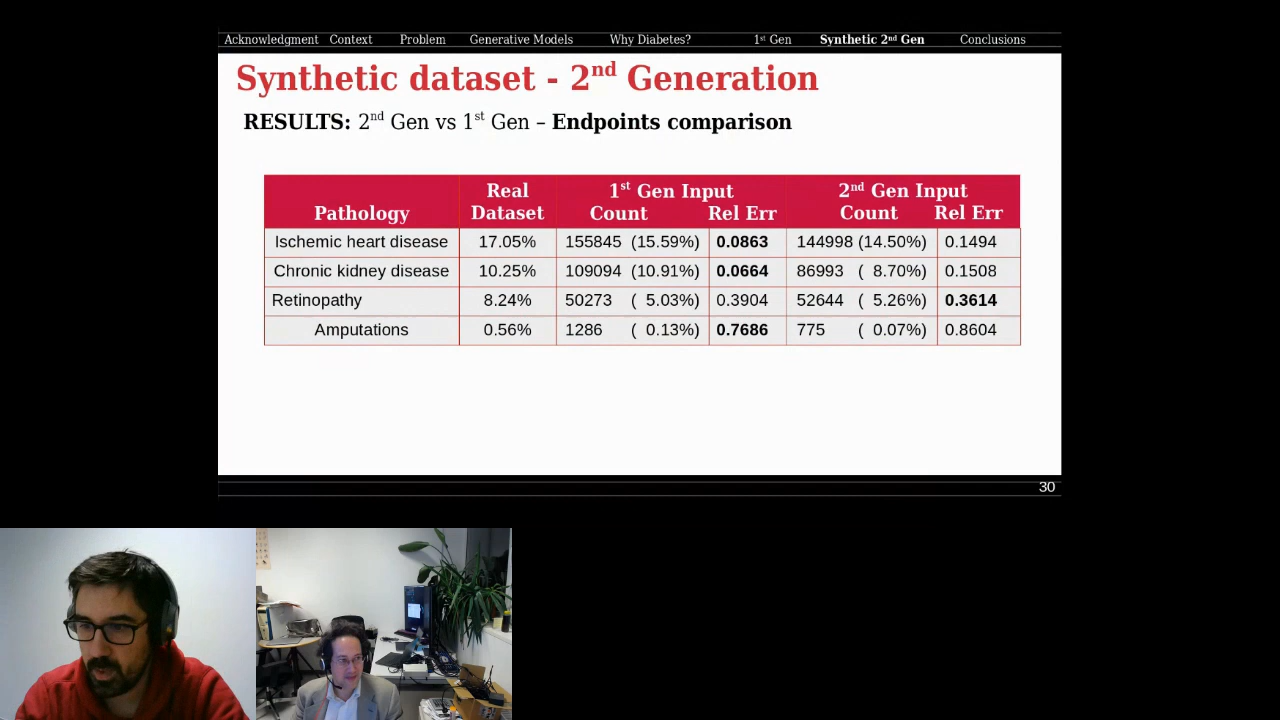 Acknowledgment Context Problem Generative Models Why Diabetes? 1st Gen Synthetic 2nd Gen Conclusions
Synthetic dataset - 2nd Generation
RESULTS: 2nd Gen vs 1st Gen – Endpoints comparison
Pathology Real Dataset 1st Gen Input Count Rel Err 2nd Gen Input Count Rel Err
Ischemic heart disease 17.05% 155845 (15.59%) 0.0863 144998 (14.50%) 0.1494
Chronic kidney disease 10.25% 109094 (10.91%) 0.0664 86993 ( 8.70%) 0.1508
Retinopathy 8.24% 50273 ( 5.03%) 0.3904 52644 ( 5.26%) 0.3614
Amputations 0.56% 1286 ( 0.13%) 0.7686 775 ( 0.07%) 0.8604
30